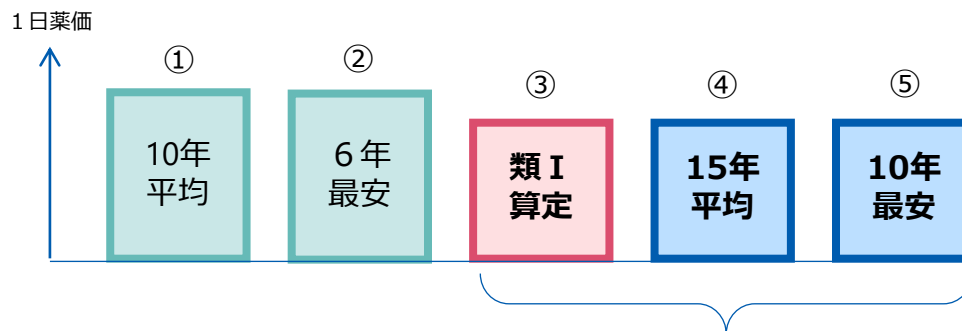 １日薬価
①
②
③
④
⑤
10年
平均
６年
最安
類Ⅰ
算定
15年
平均
10年
最安